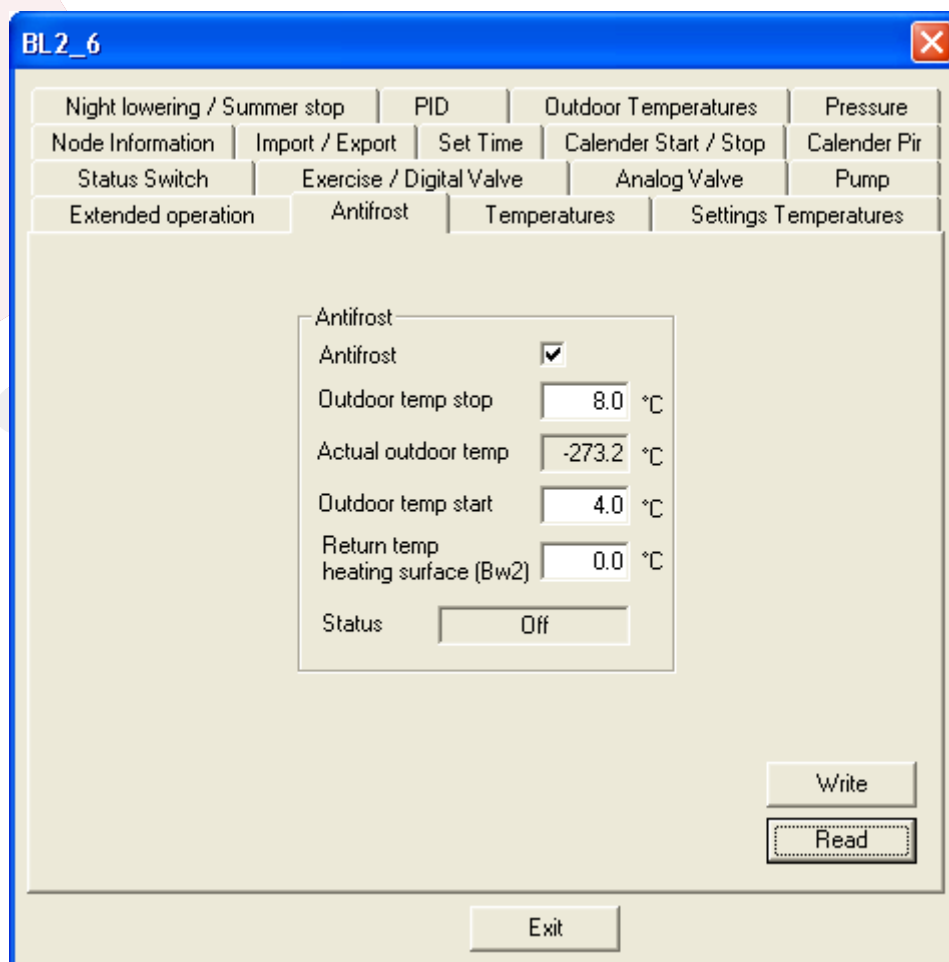 BL2_6
Night lowering / Summer stop PID Outdoor Temperatures Pressure
Node Information Import / Export Set Time Calender Start / Stop Calender Pir
Status Switch Exercise / Digital Valve Analog Valve Pump
Extended operation Antifrost Temperatures Settings Temperatures
Antifrost
Antifrost
Outdoor temp stop 8.0 °C
Actual outdoor temp -273.2 °C
Outdoor temp start 4.0 °C
Return temp
heating surface (Bw2) 0.0 °C
Status Off
Write
Read
Exit